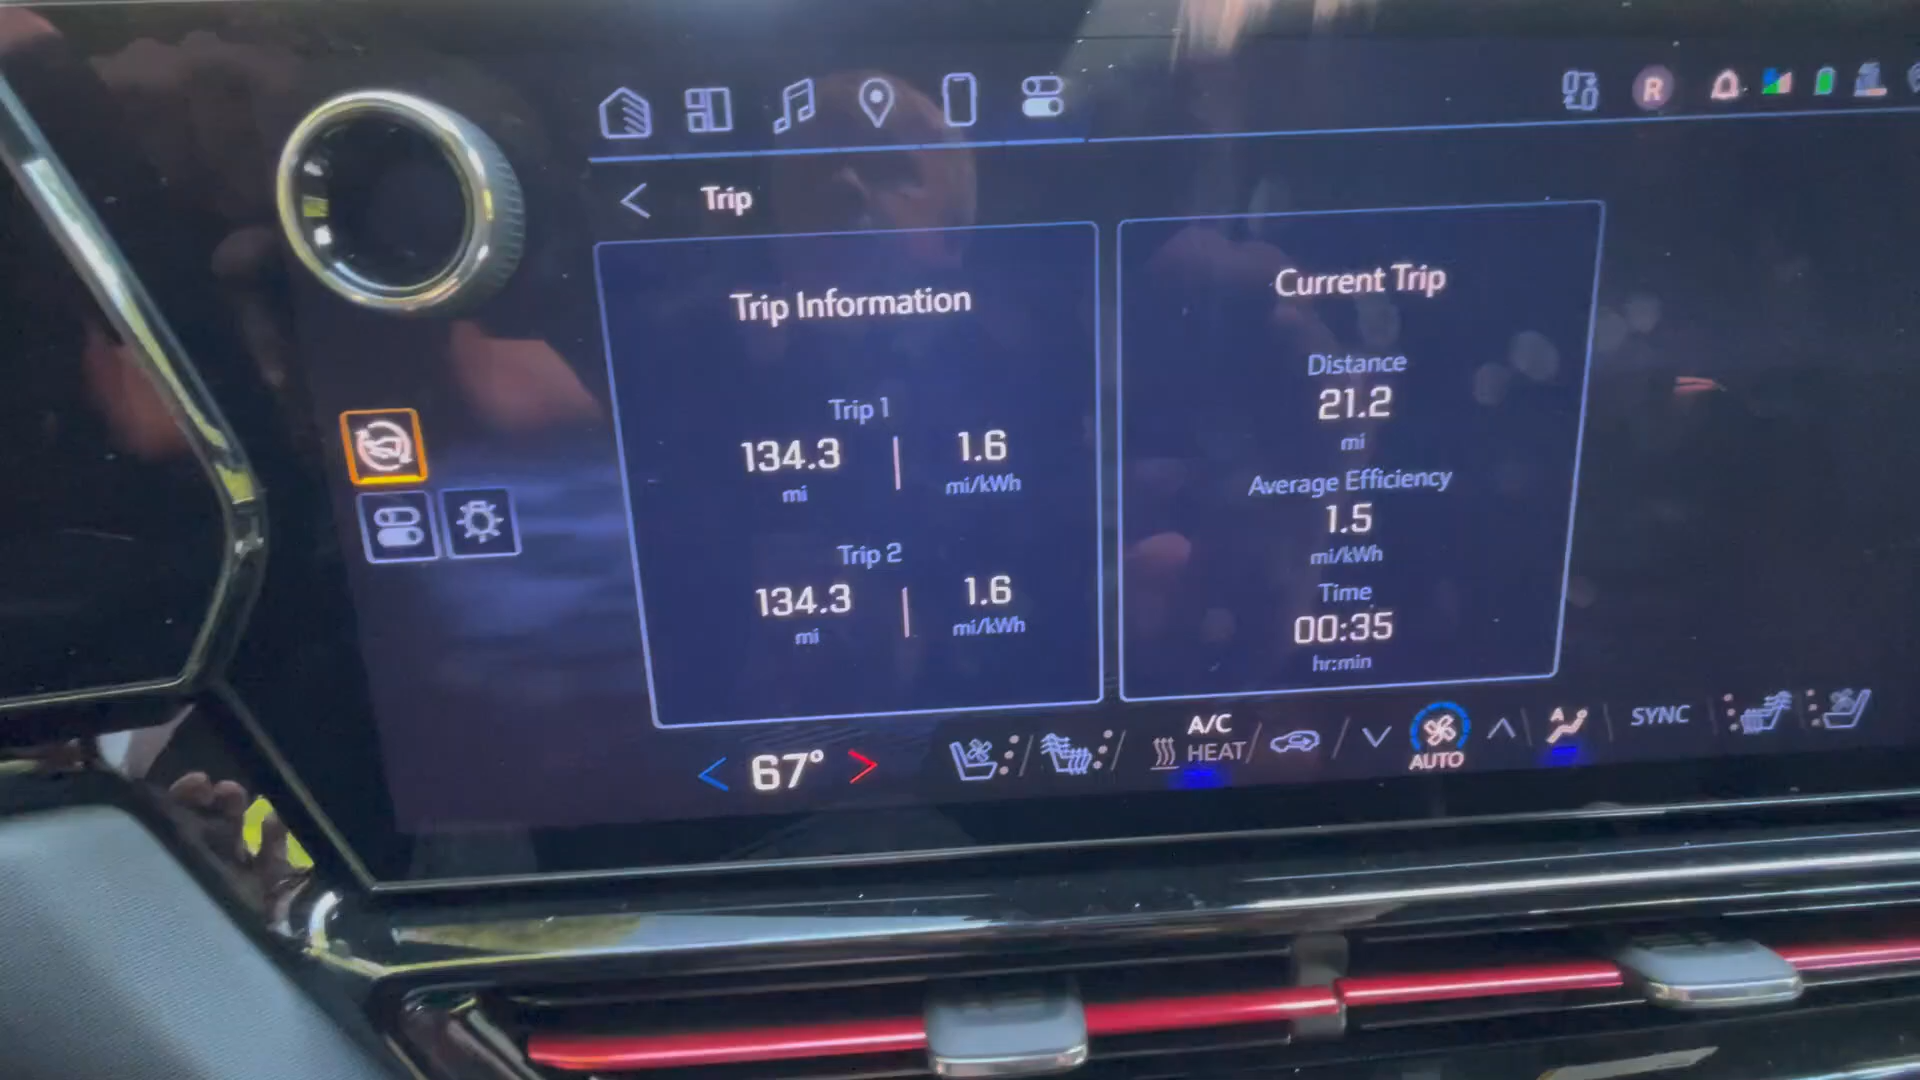 R
Trip
Trip Information
Trip 1
134.3 | 1.6
mi mi/kWh
Trip 2
134.3 | 1.6
mi mi/kWh
Current Trip
Distance
21.2
mi
Average Efficiency
1.5
mi/kWh
Time
00:35
hr:min
67°
A/C
HEAT
AUTO
A
SYNC